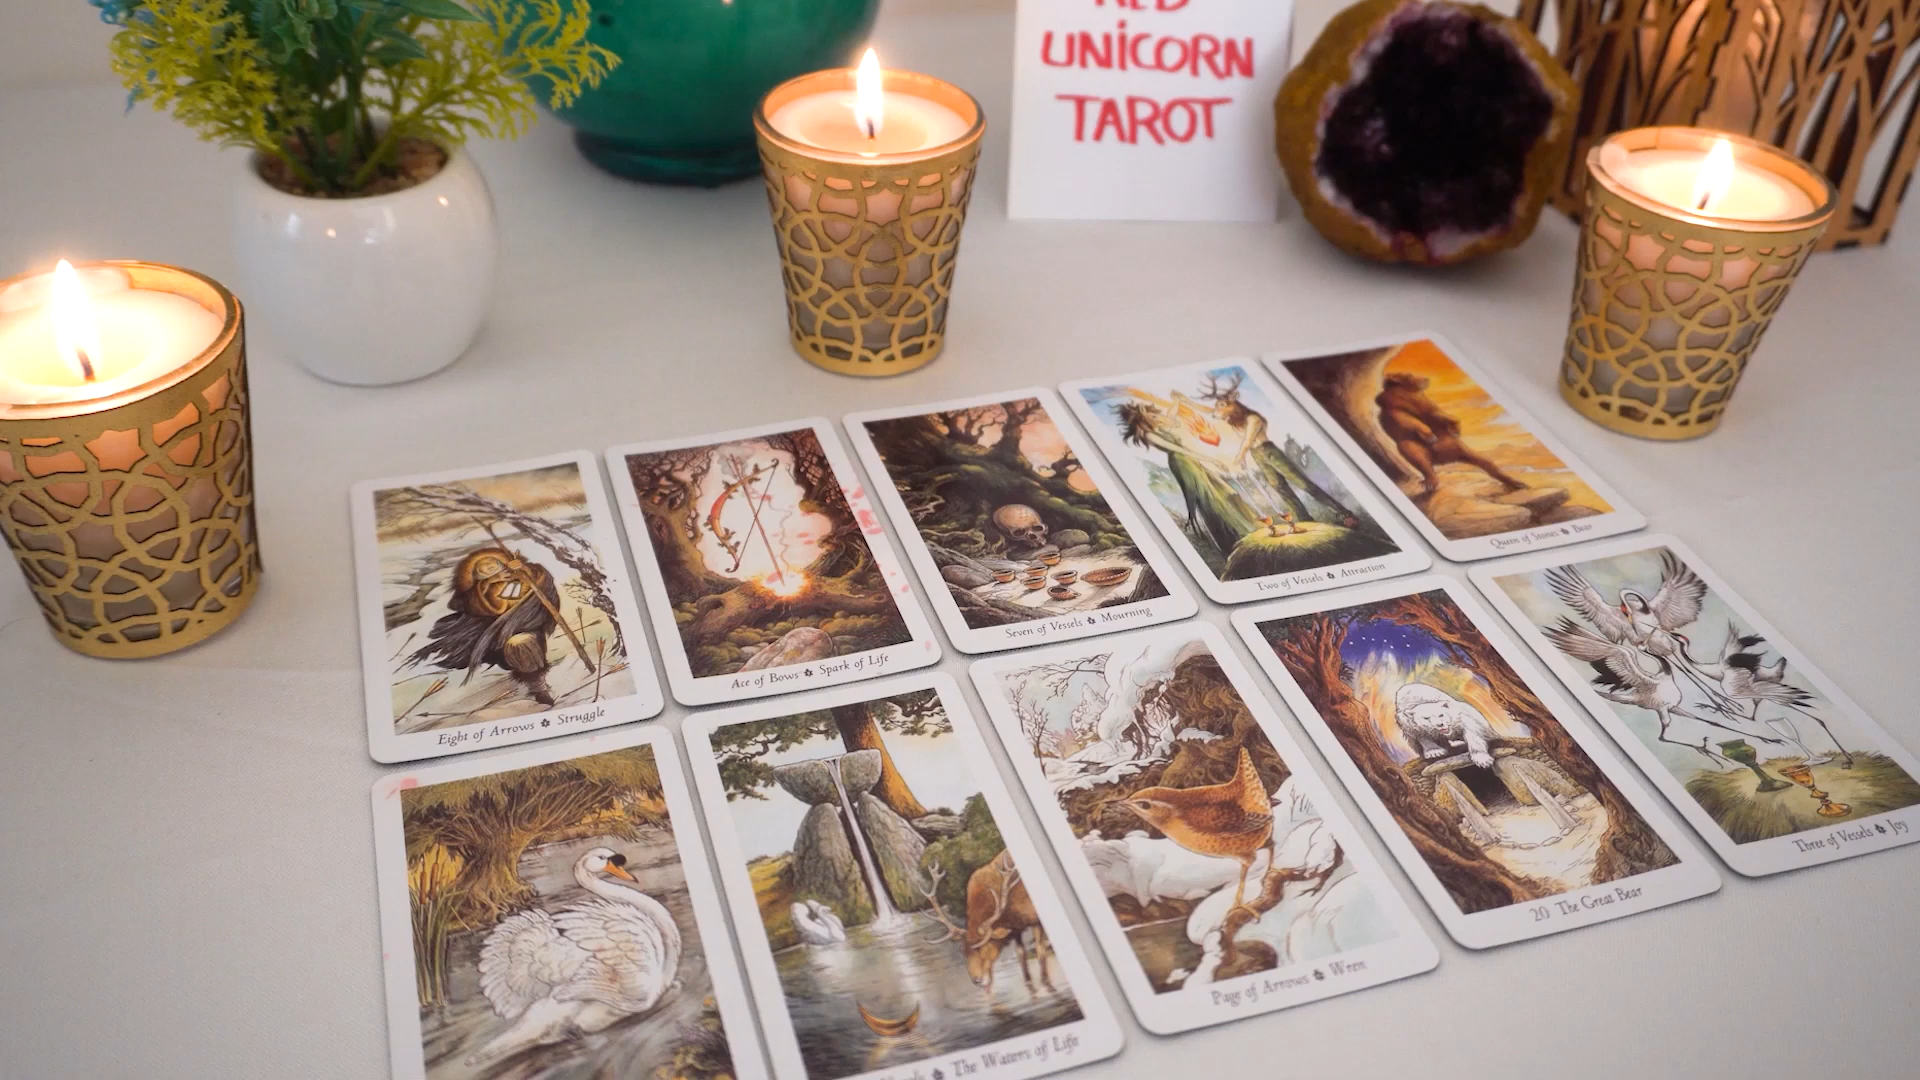 RED
UNICORN
TAROT
Eight of Arrows Struggle
Ace of Bows Spark of Life
Seven of Vessels Mourning
Two of Vessels Attraction
Queen of Stones Bear
The Waters of Life
Page of Arrows Wren
20 The Great Bear
Three of Vessels Joy